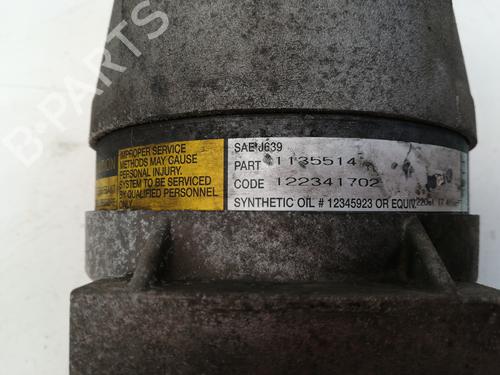 B-PARTS
IMPROPER SERVICE
METHODS MAY CAUSE
PERSONAL INJURY.
SYSTEM TO BE SERVICED
BY QUALIFIED PERSONNEL
ONLY.
SAE J639
PART 1135514
CODE 122341702
SYNTHETIC OIL # 12345923 OR EQUIV.